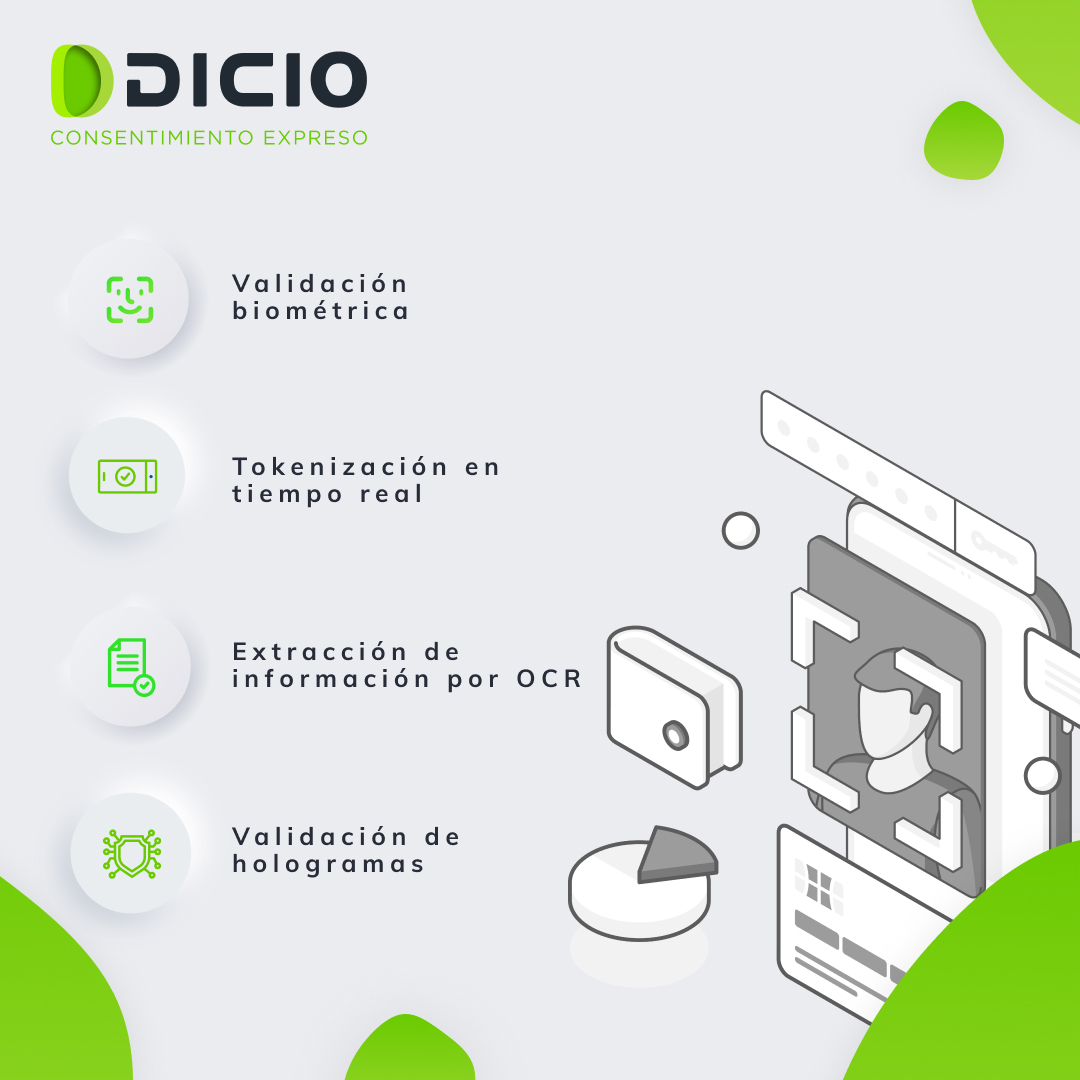 DICIO
CONSENTIMIENTO EXPRESO
Validación
biométrica
Tokenización en
tiempo real
Extracción de
información por OCR
Validación de
hologramas